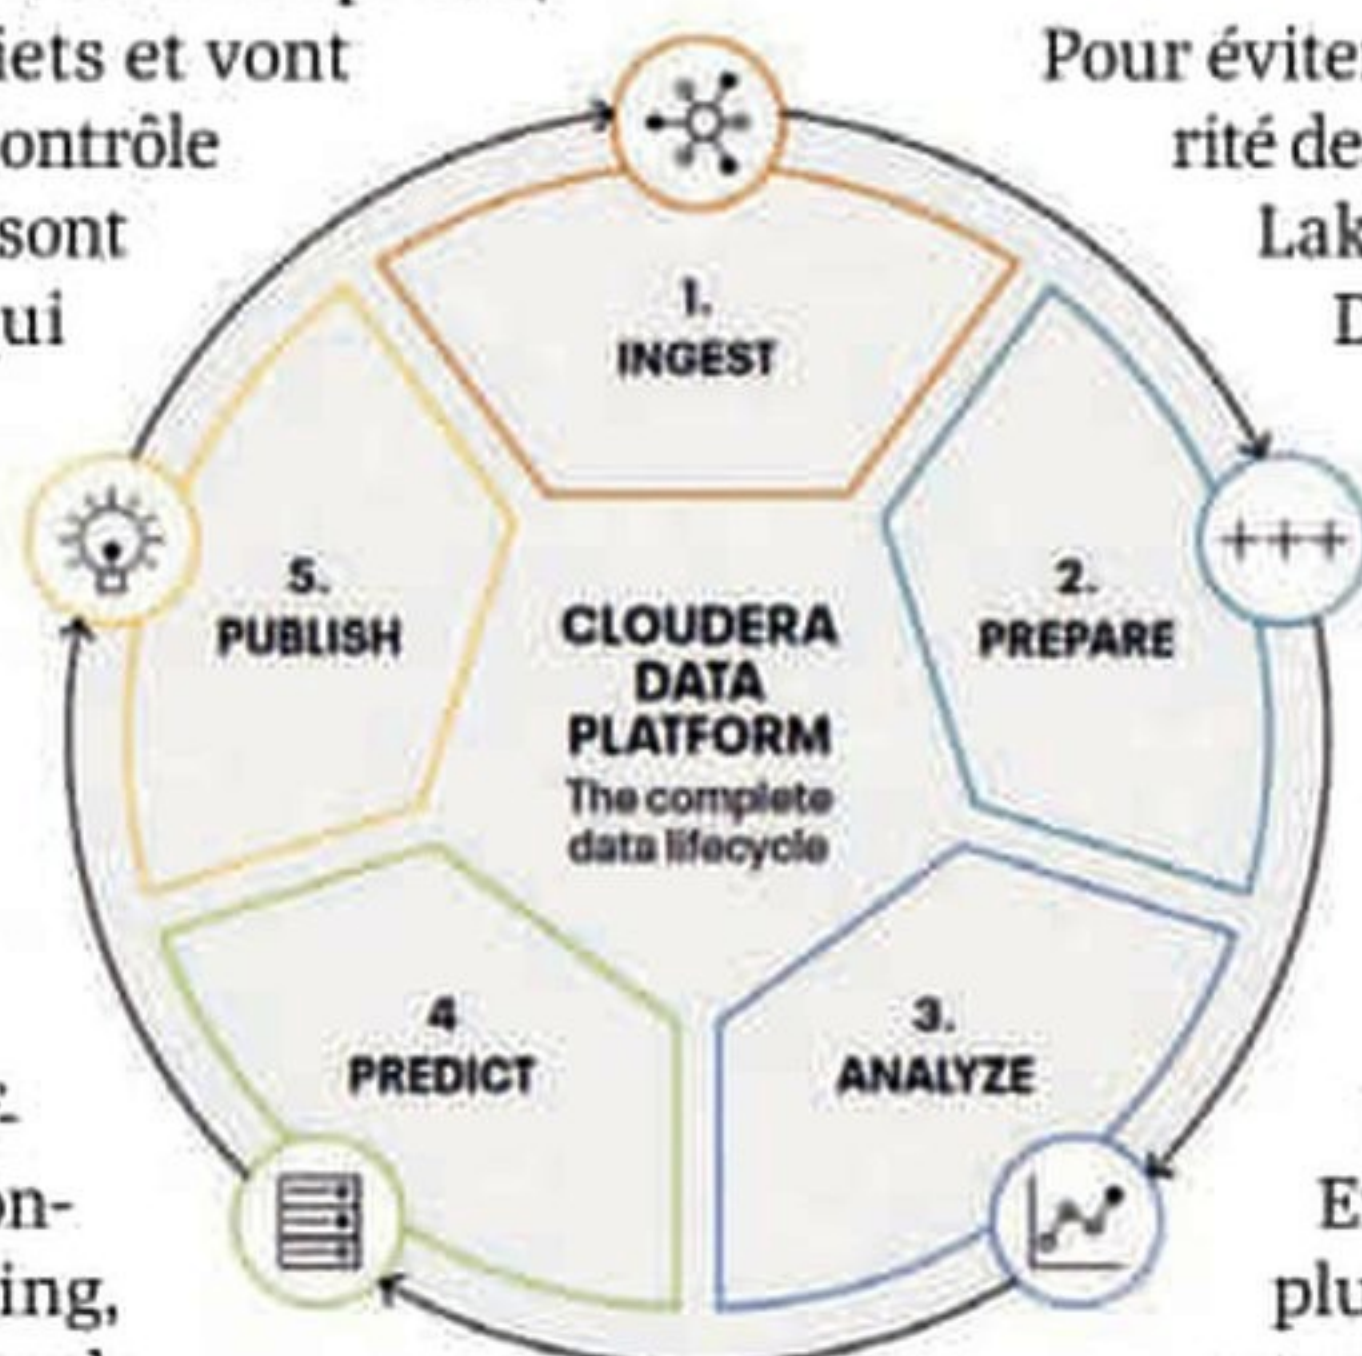 iets et vont
ontrôle
sont
ui
Pour évite
rité de
Lak
D
1.
INGEST
2.
PREPARE
3.
ANALYZE
4
PREDICT
5.
PUBLISH
CLOUDERA
DATA
PLATFORM
The complete
data lifecycle
on-
ing,
E
plu